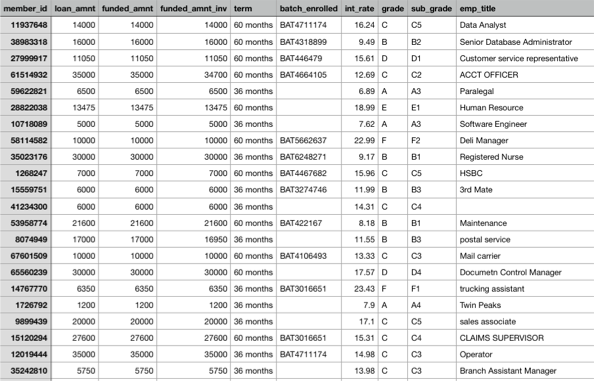 member_id loan_amnt funded_amnt funded_amnt_inv term batch_enrolled int_rate grade sub_grade emp_title
11937648 14000 14000 14000 60 months BAT4711174 16.24 C C5 Data Analyst
38983318 16000 16000 16000 60 months BAT4318899 9.49 B B2 Senior Database Administrator
27999917 11050 11050 11050 60 months BAT446479 15.61 D D1 Customer service representative
61514932 35000 35000 34700 60 months BAT4664105 12.69 C C2 ACCT OFFICER
59622821 6500 6500 6500 36 months 6.89 A A3 Paralegal
28822038 13475 13475 13475 60 months 18.99 E E1 Human Resource
10718089 5000 5000 5000 36 months 7.62 A A3 Software Engineer
58114582 10000 10000 10000 60 months BAT5662637 22.99 F F2 Deli Manager
35023176 30000 30000 30000 36 months BAT6248271 9.17 B B1 Registered Nurse
1268247 7000 7000 7000 60 months BAT4467682 15.96 C C5 HSBC
15559751 6000 6000 6000 36 months BAT3274746 11.99 B B3 3rd Mate
41234300 6000 6000 6000 36 months 14.31 C C4
53958774 21600 21600 21600 60 months BAT422167 8.18 B B1 Maintenance
8074949 17000 17000 16950 36 months 11.55 B B3 postal service
67601509 10000 10000 10000 60 months BAT4106493 13.33 C C3 Mail carrier
65560239 30000 30000 30000 60 months 17.57 D D4 Documetn Control Manager
14767770 6350 6350 6350 36 months BAT3016651 23.43 F F1 trucking assistant
1726792 1200 1200 1200 36 months 7.9 A A4 Twin Peaks
9899439 20000 20000 20000 36 months 17.1 C C5 sales associate
15120294 27600 27600 27600 60 months BAT3016651 15.31 C C4 CLAIMS SUPERVISOR
12019444 35000 35000 35000 36 months BAT4711174 14.98 C C3 Operator
35242810 5750 5750 5750 36 months 13.98 C C3 Branch Assistant Manager